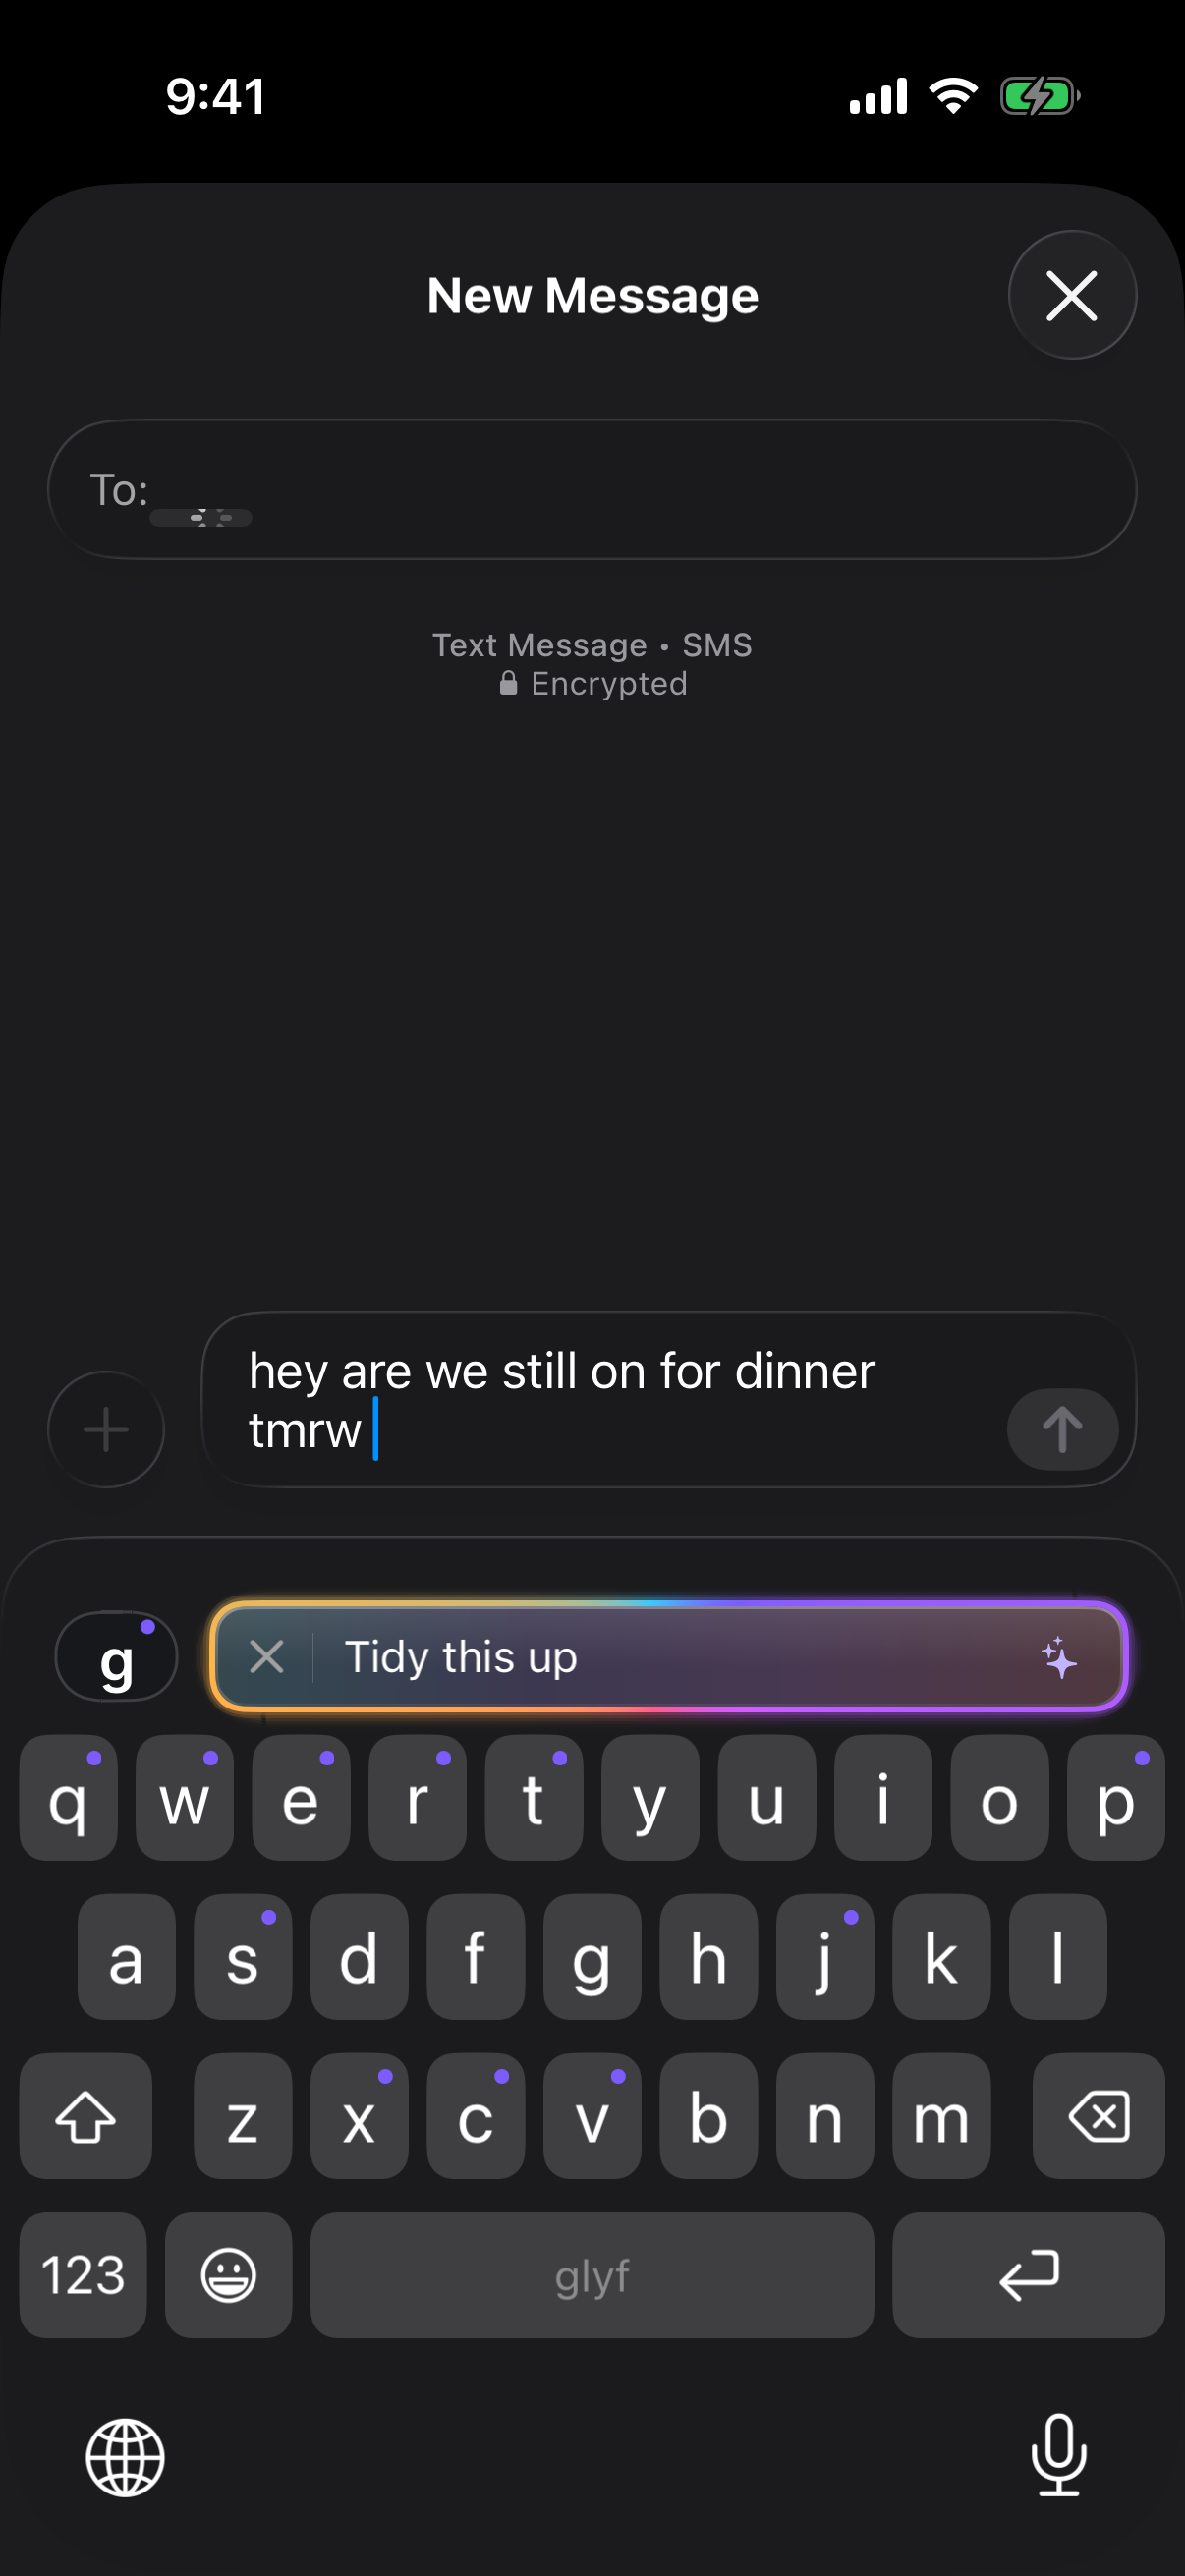 9:41
New Message
To:
Text Message • SMS
Encrypted
hey are we still on for dinner
tmrw
g
Tidy this up
q w e r t y u i o p
a s d f g h j k l
z x c v b n m
123
glyf